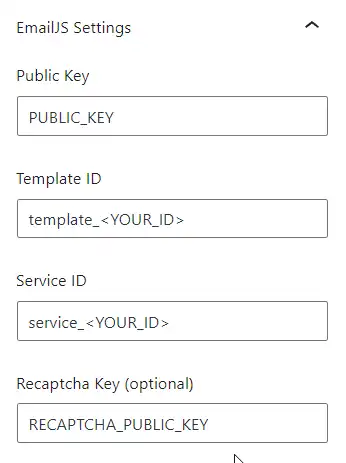 EmailJS Settings
Public Key
PUBLIC_KEY
Template ID
template_<YOUR_ID>
Service ID
service_<YOUR_ID>
Recaptcha Key (optional)
RECAPTCHA_PUBLIC_KEY